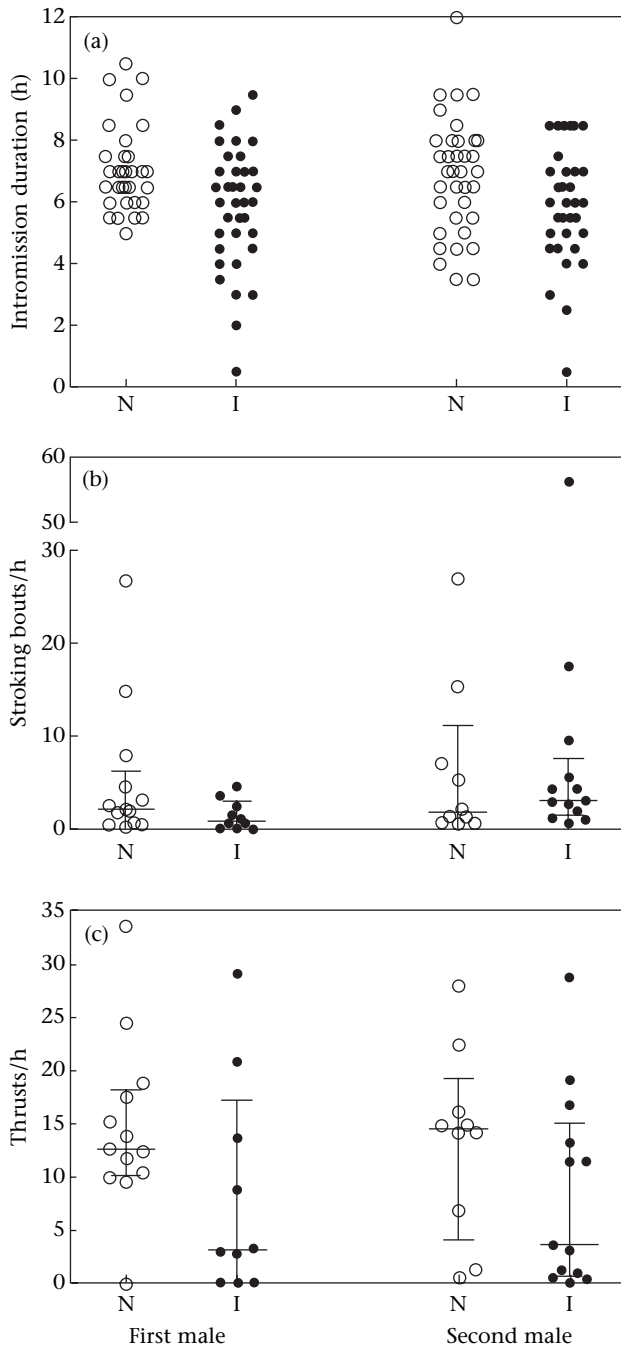 (a)
Intromission duration (h)
12
10
8
6
4
2
0
N
I
N
I
(b)
Stroking bouts/h
60
50
30
20
10
0
N
I
N
I
(c)
Thrusts/h
35
30
25
20
15
10
5
0
N
I
N
I
First male
Second male